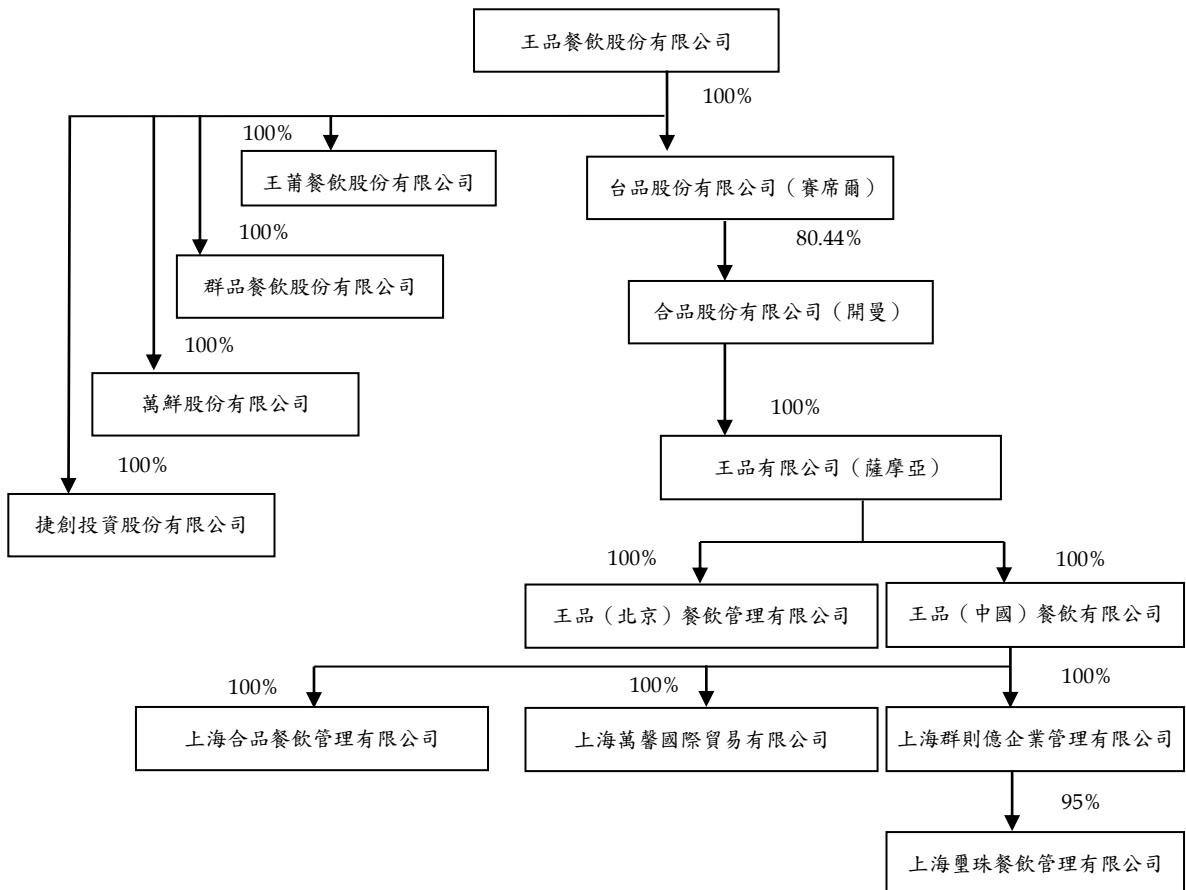 王品餐飲股份有限公司
100%
100%
王莆餐飲股份有限公司
台品股份有限公司（賽席爾）
100%
80.44%
群品餐飲股份有限公司
合品股份有限公司（開曼）
100%
萬鮮股份有限公司
100%
王品有限公司（薩摩亞）
100%
捷創投資股份有限公司
100%
100%
王品（北京）餐飲管理有限公司
王品（中國）餐飲有限公司
100%
100%
100%
上海合品餐飲管理有限公司
上海萬馨國際貿易有限公司
上海群則億企業管理有限公司
95%
上海璽珠餐飲管理有限公司